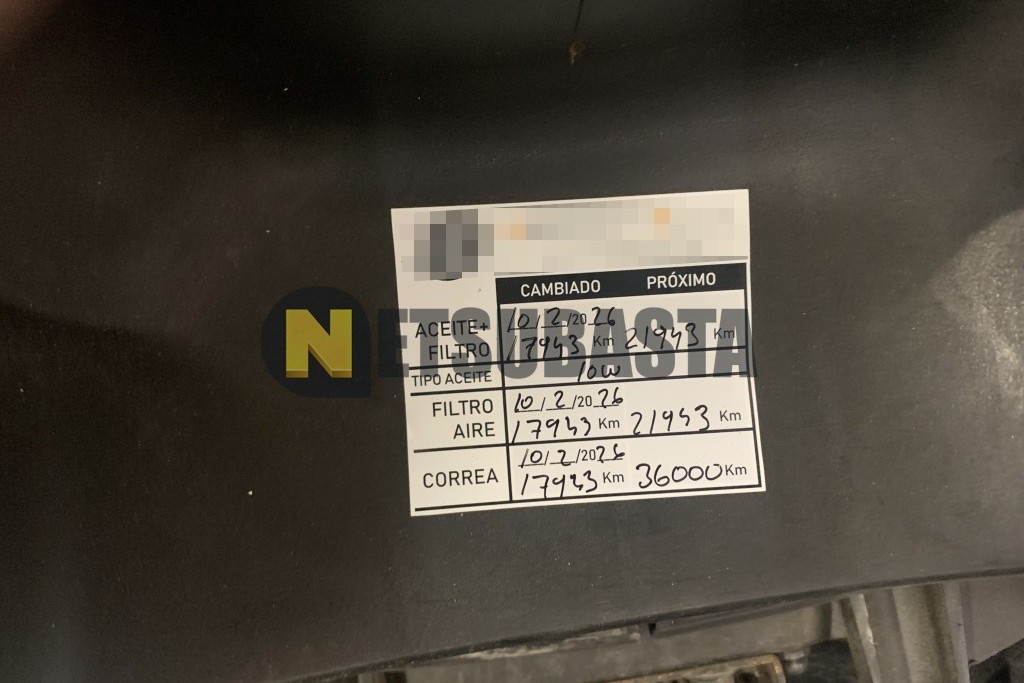 CAMBIADO PRÓXIMO
ACEITE+ FILTRO
10/2/2026
17943 Km 21943 Km
TIPO ACEITE 10W
FILTRO AIRE
10/2/2026
17943 Km 21943 Km
CORREA
10/2/2026
17943 Km 36000 Km
NETSUBASTA